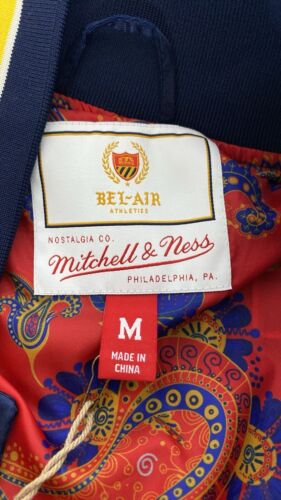 B.A.
BEL-AIR
ATHLETICS
NOSTALGIA CO.
Mitchell & Ness
PHILADELPHIA, PA.
M
MADE IN
CHINA